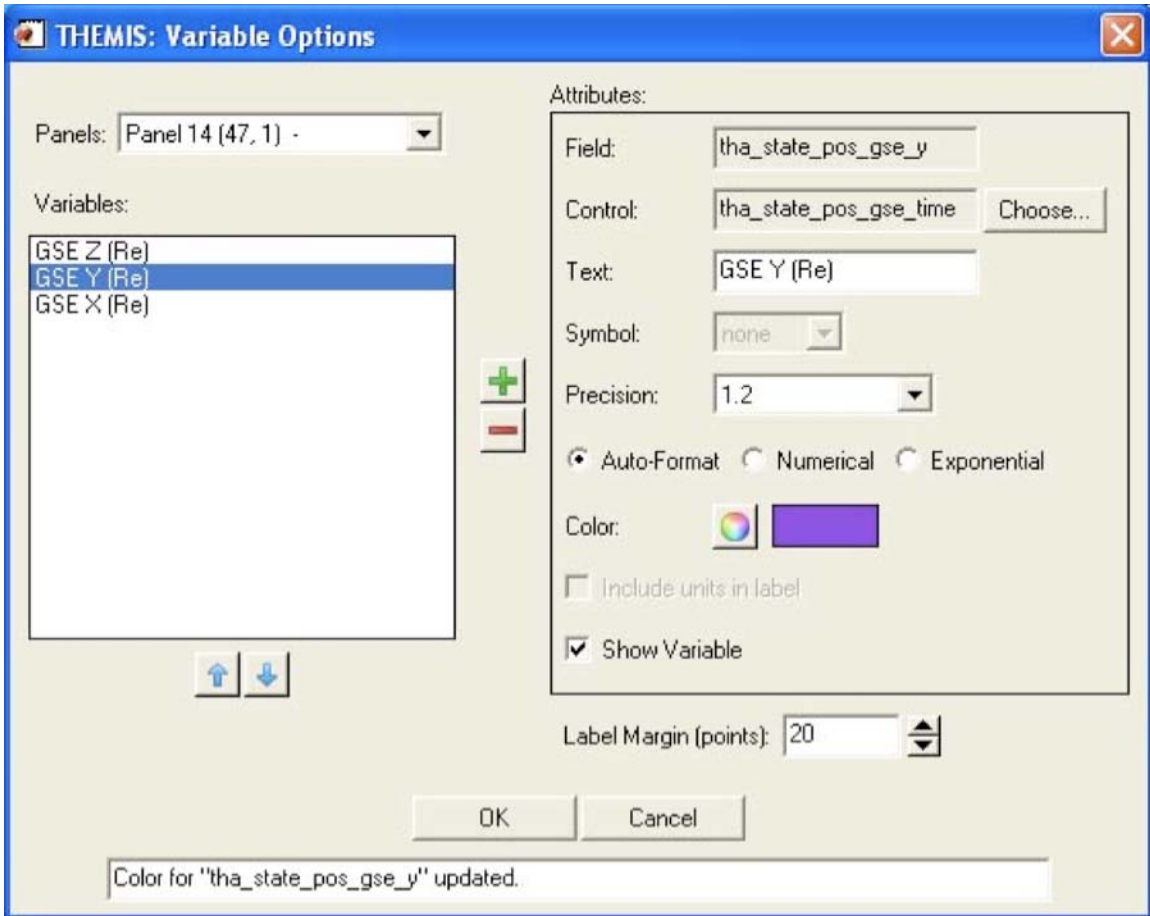 THEMIS: Variable Options
Panels: Panel 14 (47, 1) -
Variables:
GSE Z (Re)
GSE Y (Re)
GSE X (Re)
Attributes:
Field: tha_state_pos_gse_y
Control: tha_state_pos_gse_time Choose...
Text: GSE Y (Re)
Symbol: none
Precision: 1.2
Auto-Format Numerical Exponential
Color:
Include units in label
Show Variable
Label Margin (points): 20
OK Cancel
Color for "tha_state_pos_gse_y" updated.